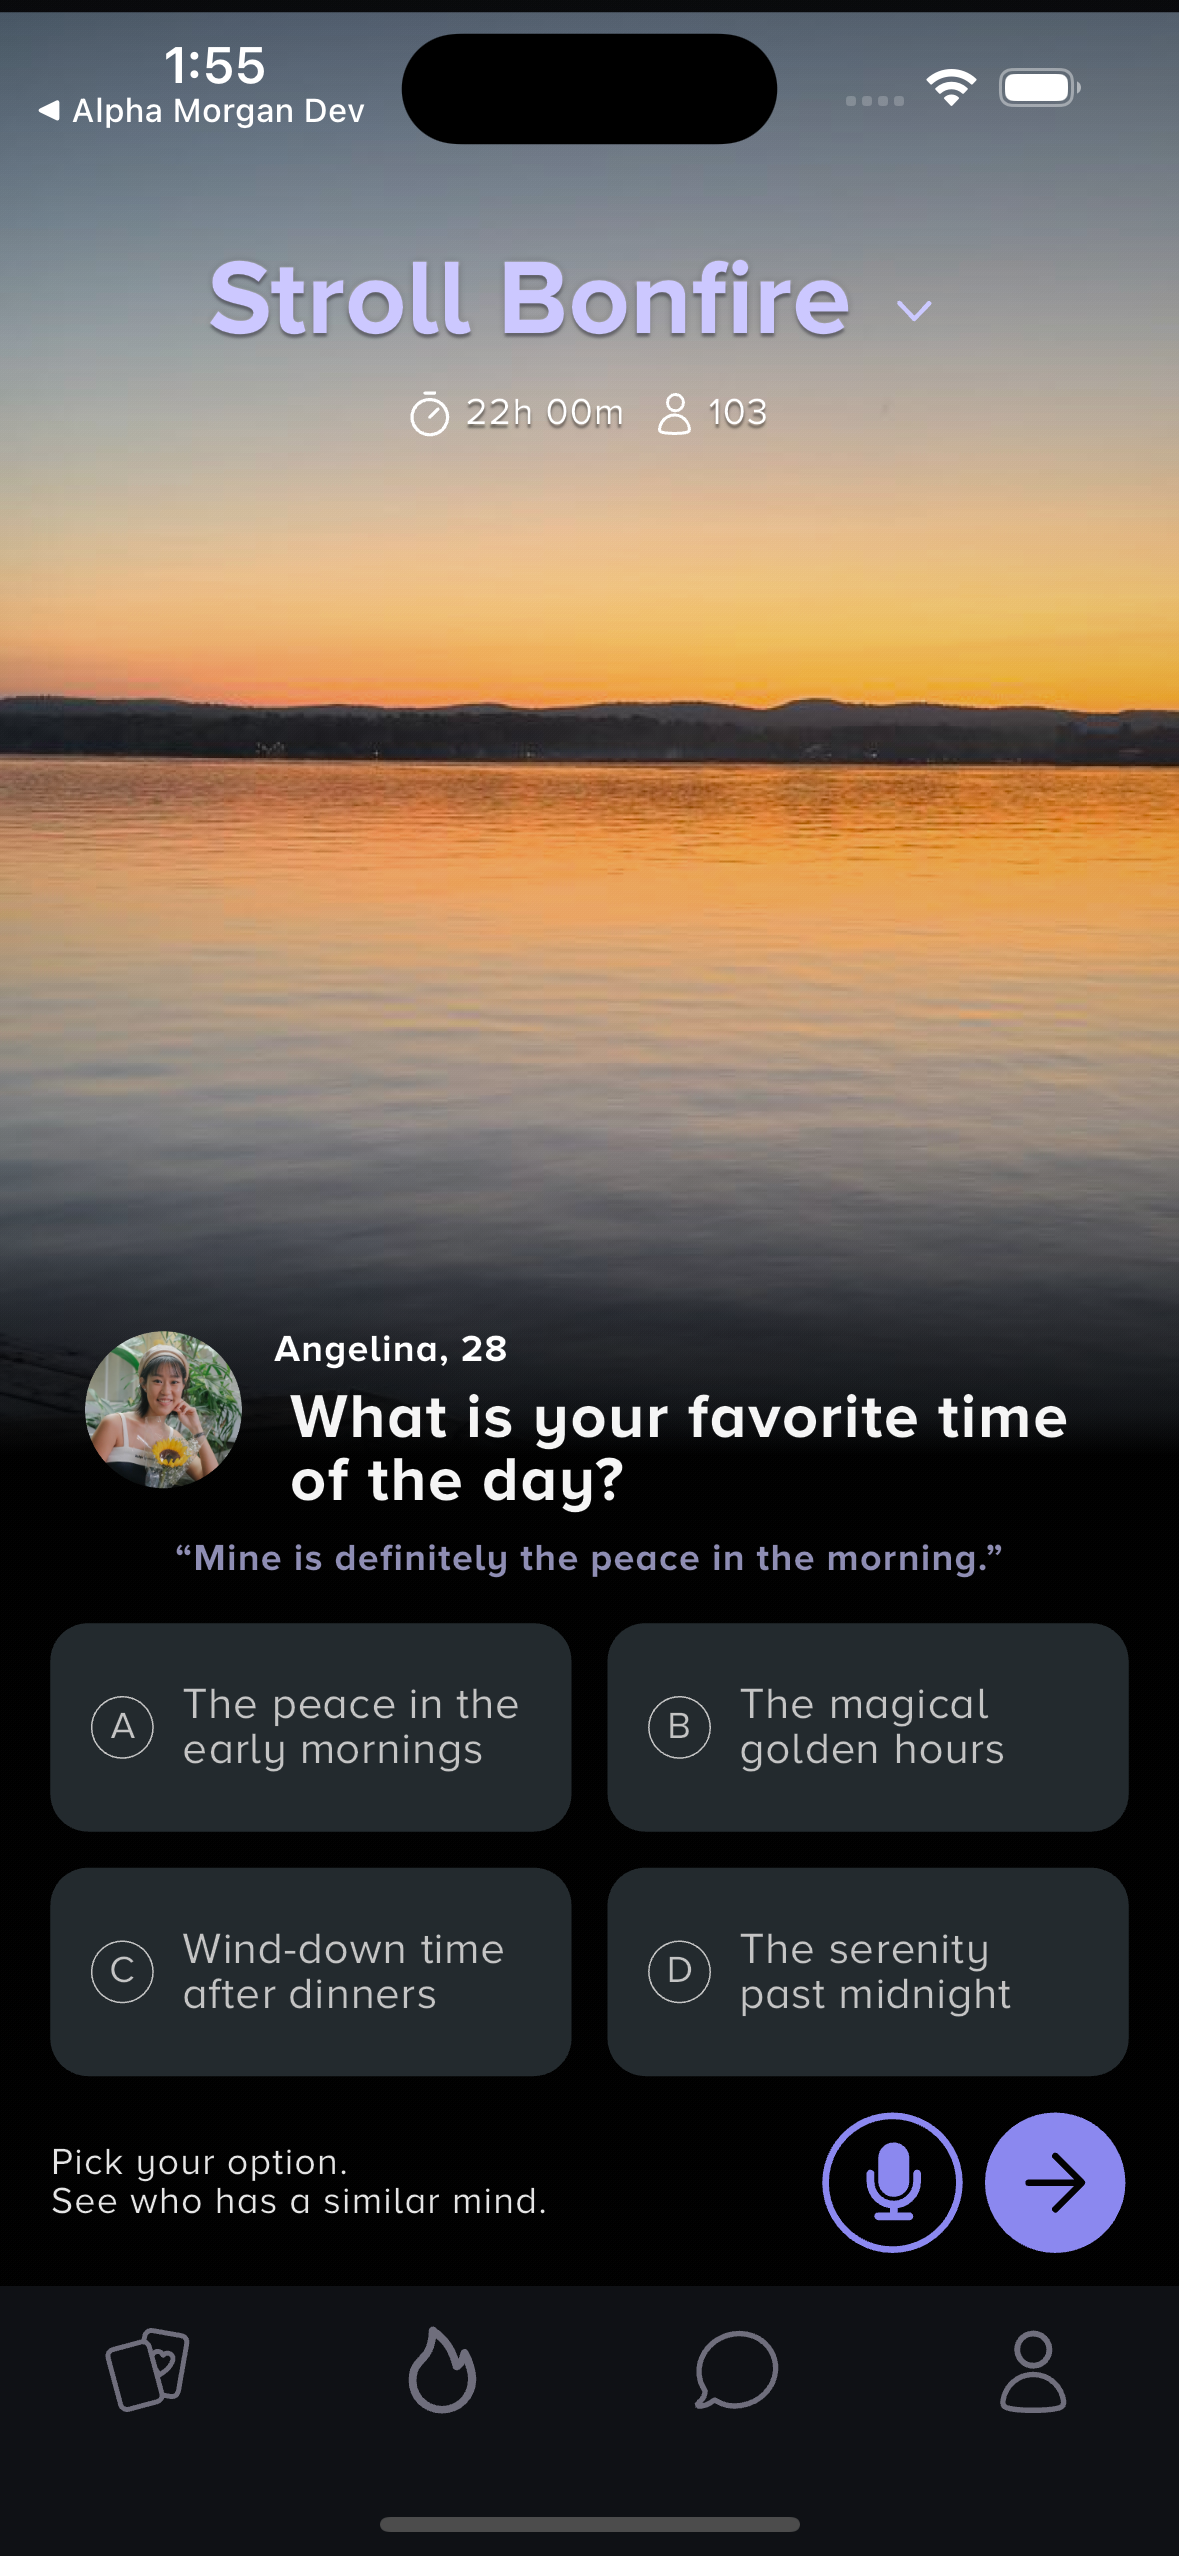 1:55
◀ Alpha Morgan Dev
Stroll Bonfire
22h 00m 103
Angelina, 28
What is your favorite time
of the day?
“Mine is definitely the peace in the morning.”
A The peace in the
early mornings
B The magical
golden hours
C Wind-down time
after dinners
D The serenity
past midnight
Pick your option.
See who has a similar mind.